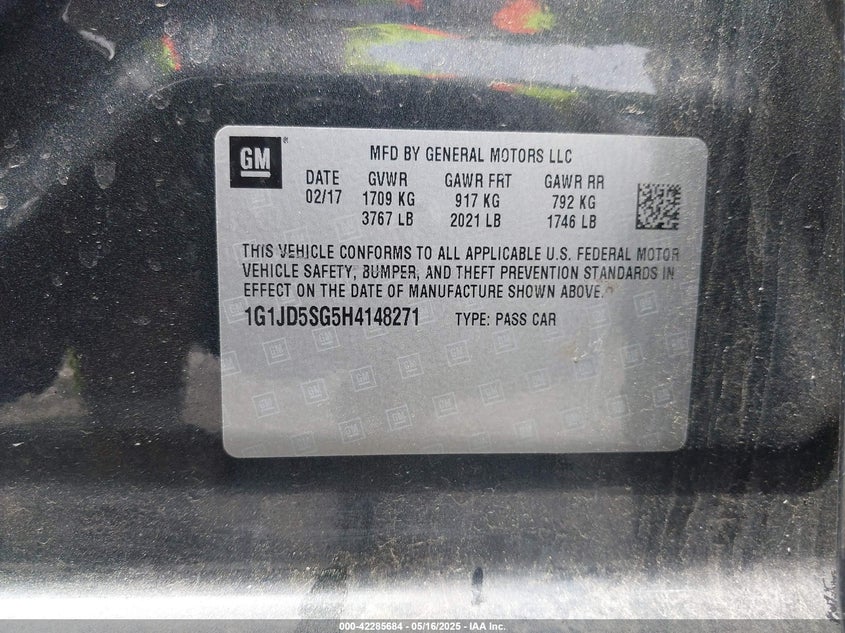 GM®
MFD BY GENERAL MOTORS LLC
DATE GVWR GAWR FRT GAWR RR
02/17 1709 KG 917 KG 792 KG
3767 LB 2021 LB 1746 LB
THIS VEHICLE CONFORMS TO ALL APPLICABLE U.S. FEDERAL MOTOR
VEHICLE SAFETY, BUMPER, AND THEFT PREVENTION STANDARDS IN
EFFECT ON THE DATE OF MANUFACTURE SHOWN ABOVE.
1G1JD5SG5H4148271 TYPE: PASS CAR
000-42285684 - 05/16/2025 - IAA Inc.